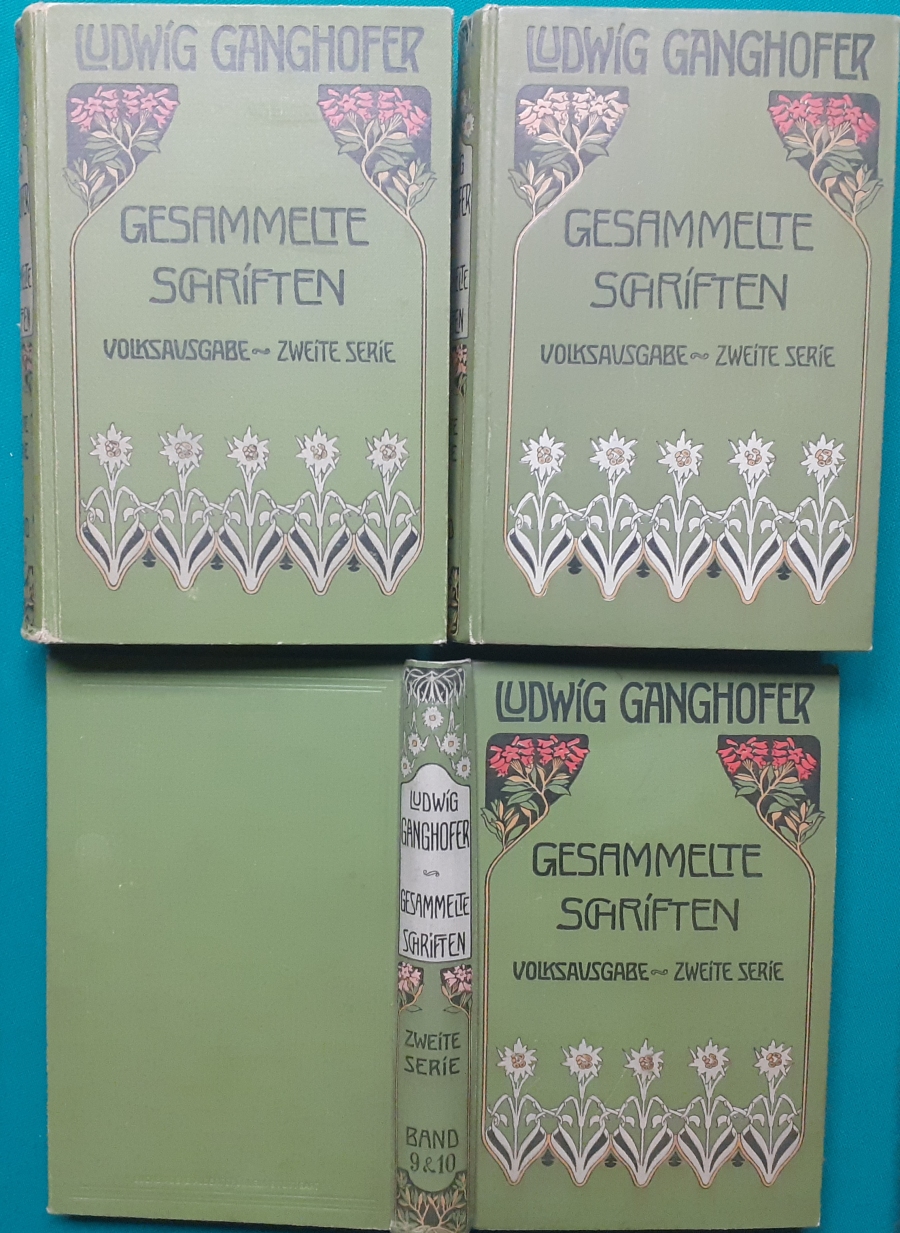 LUDWIG GANGHOFER
GESAMMELTE
SCHRIFTEN
VOLKSAUSGABE ~ ZWEITE SERIE
LUDWIG GANGHOFER
GESAMMELTE
SCHRIFTEN
VOLKSAUSGABE ~ ZWEITE SERIE
LUDWIG
GANGHOFER
~
GESAMMELTE
SCHRIFTEN
ZWEITE
SERIE
BAND
9 & 10
LUDWIG GANGHOFER
GESAMMELTE
SCHRIFTEN
VOLKSAUSGABE ~ ZWEITE SERIE